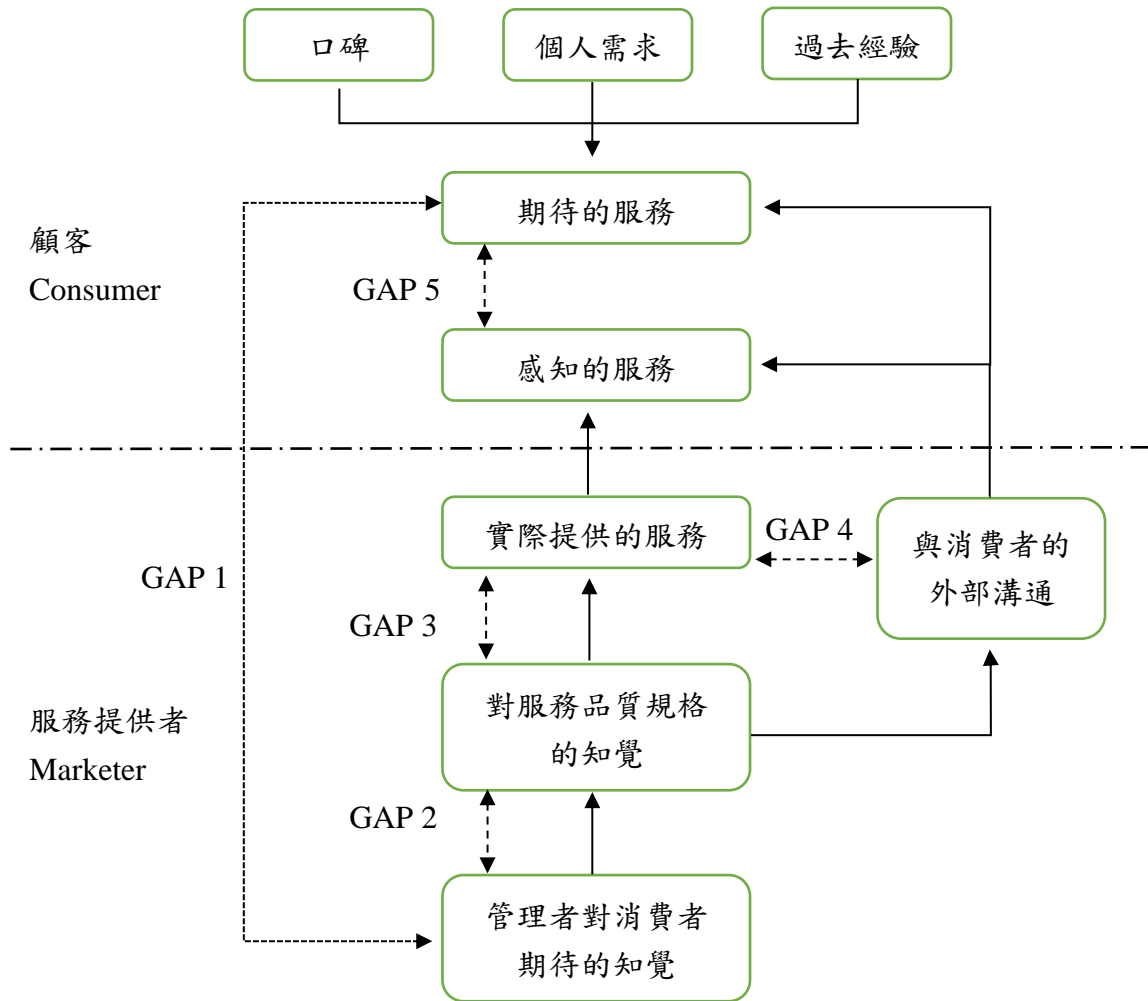 口碑
個人需求
過去經驗
期待的服務
顧客
Consumer
GAP 5
感知的服務
實際提供的服務
GAP 4
與消費者的
外部溝通
GAP 1
GAP 3
對服務品質規格
的知覺
服務提供者
Marketer
GAP 2
管理者對消費者
期待的知覺